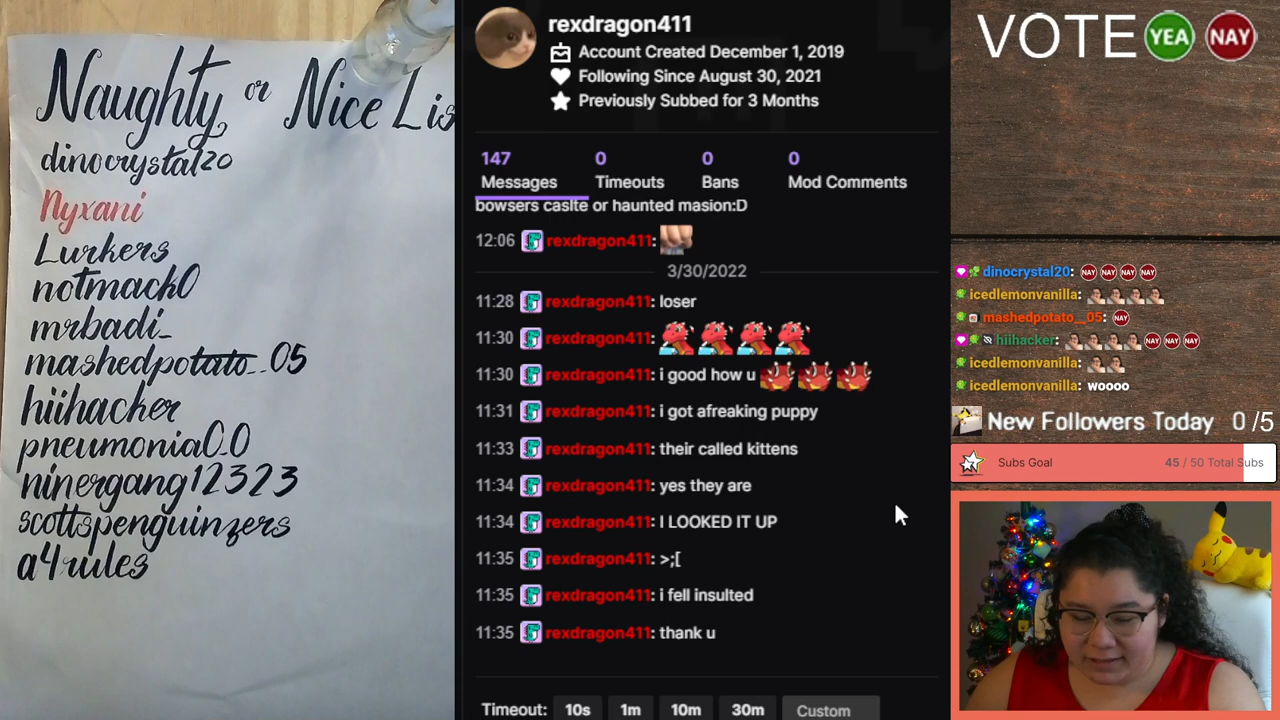 Naughty or Nice Lis
dinocrystal20
Nyxani
Lurkers
notmack0
mrbadi_
mashedpotato__05
hiihacker
pneumonia0_0
ninergang12323
scottspenguinzers
a4rules
rexdragon411
Account Created December 1, 2019
Following Since August 30, 2021
Previously Subbed for 3 Months
147 0 0 0
Messages Timeouts Bans Mod Comments
bowsers caslte or haunted masion:D
12:06 rexdragon411:
3/30/2022
11:28 rexdragon411: loser
11:30 rexdragon411:
11:30 rexdragon411: i good how u
11:31 rexdragon411: i got afreaking puppy
11:33 rexdragon411: their called kittens
11:34 rexdragon411: yes they are
11:34 rexdragon411: I LOOKED IT UP
11:35 rexdragon411: >;[
11:35 rexdragon411: i fell insulted
11:35 rexdragon411: thank u
Timeout: 10s 1m 10m 30m Custom
VOTE YEA NAY
dinocrystal20: NAY NAY NAY NAY
icedlemonvanilla:
mashedpotato__05: NAY
hiihacker: NAY NAY NAY
icedlemonvanilla:
icedlemonvanilla: woooo
New Followers Today 0 /5
Subs Goal 45 / 50 Total Subs